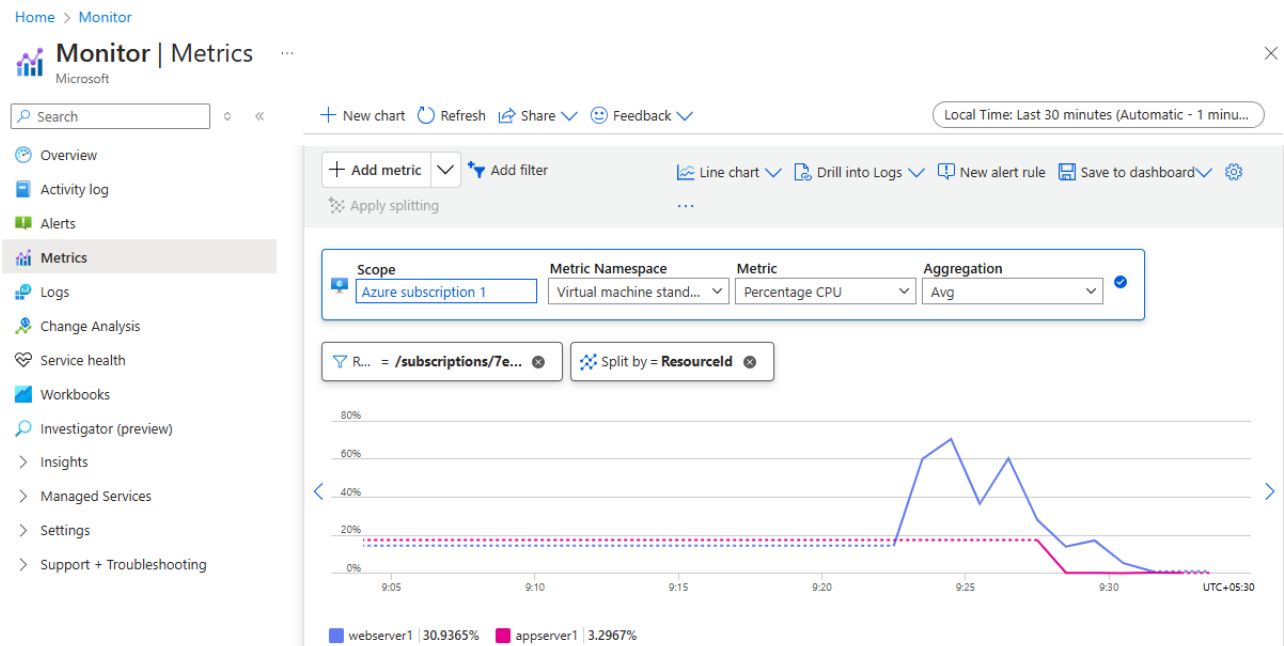 Home > Monitor
Monitor | Metrics ...
Microsoft
Search
«
New chart Refresh Share Feedback
Local Time: Last 30 minutes (Automatic - 1 minu...
Overview
Activity log
Alerts
Metrics
Logs
Change Analysis
Service health
Workbooks
Investigator (preview)
Insights
Managed Services
Settings
Support + Troubleshooting
Add metric Add filter
Line chart Drill into Logs New alert rule Save to dashboard
Apply splitting
...
Scope Metric Namespace Metric Aggregation
Azure subscription 1 Virtual machine stand... Percentage CPU Avg
R... = /subscriptions/7e...
Split by = ResourceId
80%
60%
40%
20%
0%
9:05 9:10 9:15 9:20 9:25 9:30 UTC+05:30
webserver1 30.9365% appserver1 3.2967%